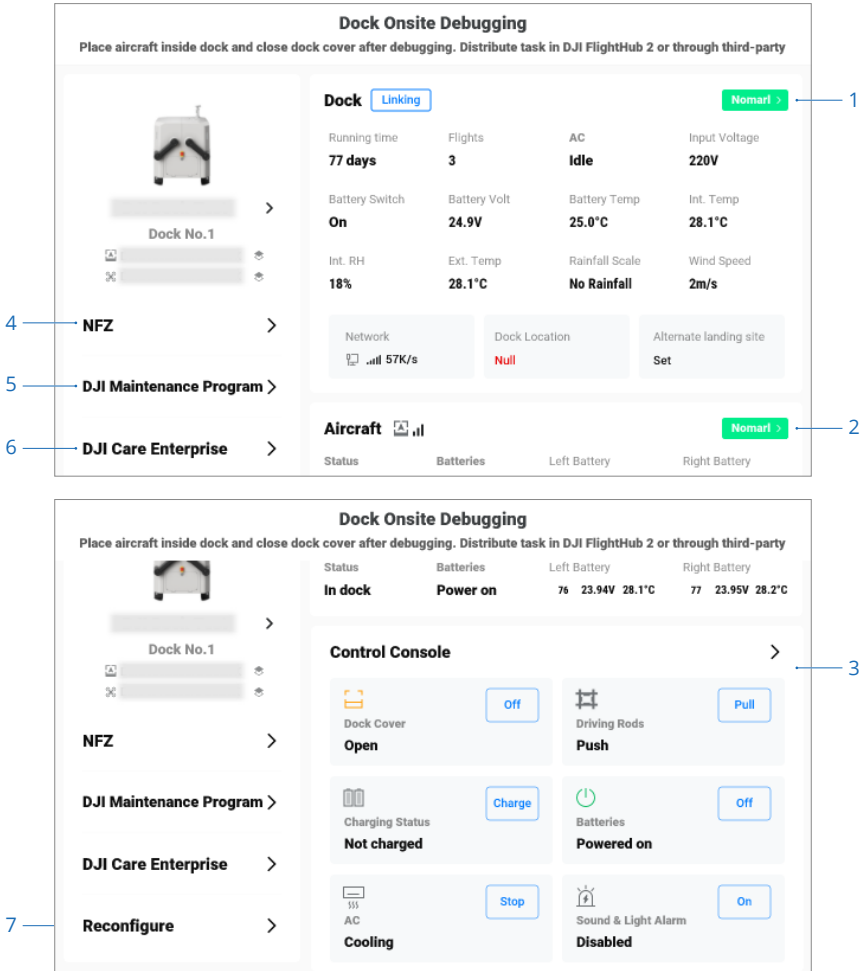 Dock Onsite Debugging
Place aircraft inside dock and close dock cover after debugging. Distribute task in DJI FlightHub 2 or through third-party
Dock No.1
4 NFZ
5 DJI Maintenance Program
6 DJI Care Enterprise
Dock Linking Nomarl > 1
Running time Flights AC Input Voltage
77 days 3 Idle 220V
Battery Switch Battery Volt Battery Temp Int. Temp
On 24.9V 25.0°C 28.1°C
Int. RH Ext. Temp Rainfall Scale Wind Speed
18% 28.1°C No Rainfall 2m/s
Network Dock Location Alternate landing site
57K/s Null Set
Aircraft Nomarl > 2
Status Batteries Left Battery Right Battery
Dock Onsite Debugging
Place aircraft inside dock and close dock cover after debugging. Distribute task in DJI FlightHub 2 or through third-party
Dock No.1
NFZ
DJI Maintenance Program
DJI Care Enterprise
7 Reconfigure
Status Batteries Left Battery Right Battery
In dock Power on 76 23.94V 28.1°C 77 23.95V 28.2°C
Control Console 3
Dock Cover Off Driving Rods Pull
Open Push
Charging Status Charge Batteries Off
Not charged Powered on
AC Stop Sound & Light Alarm On
Cooling Disabled